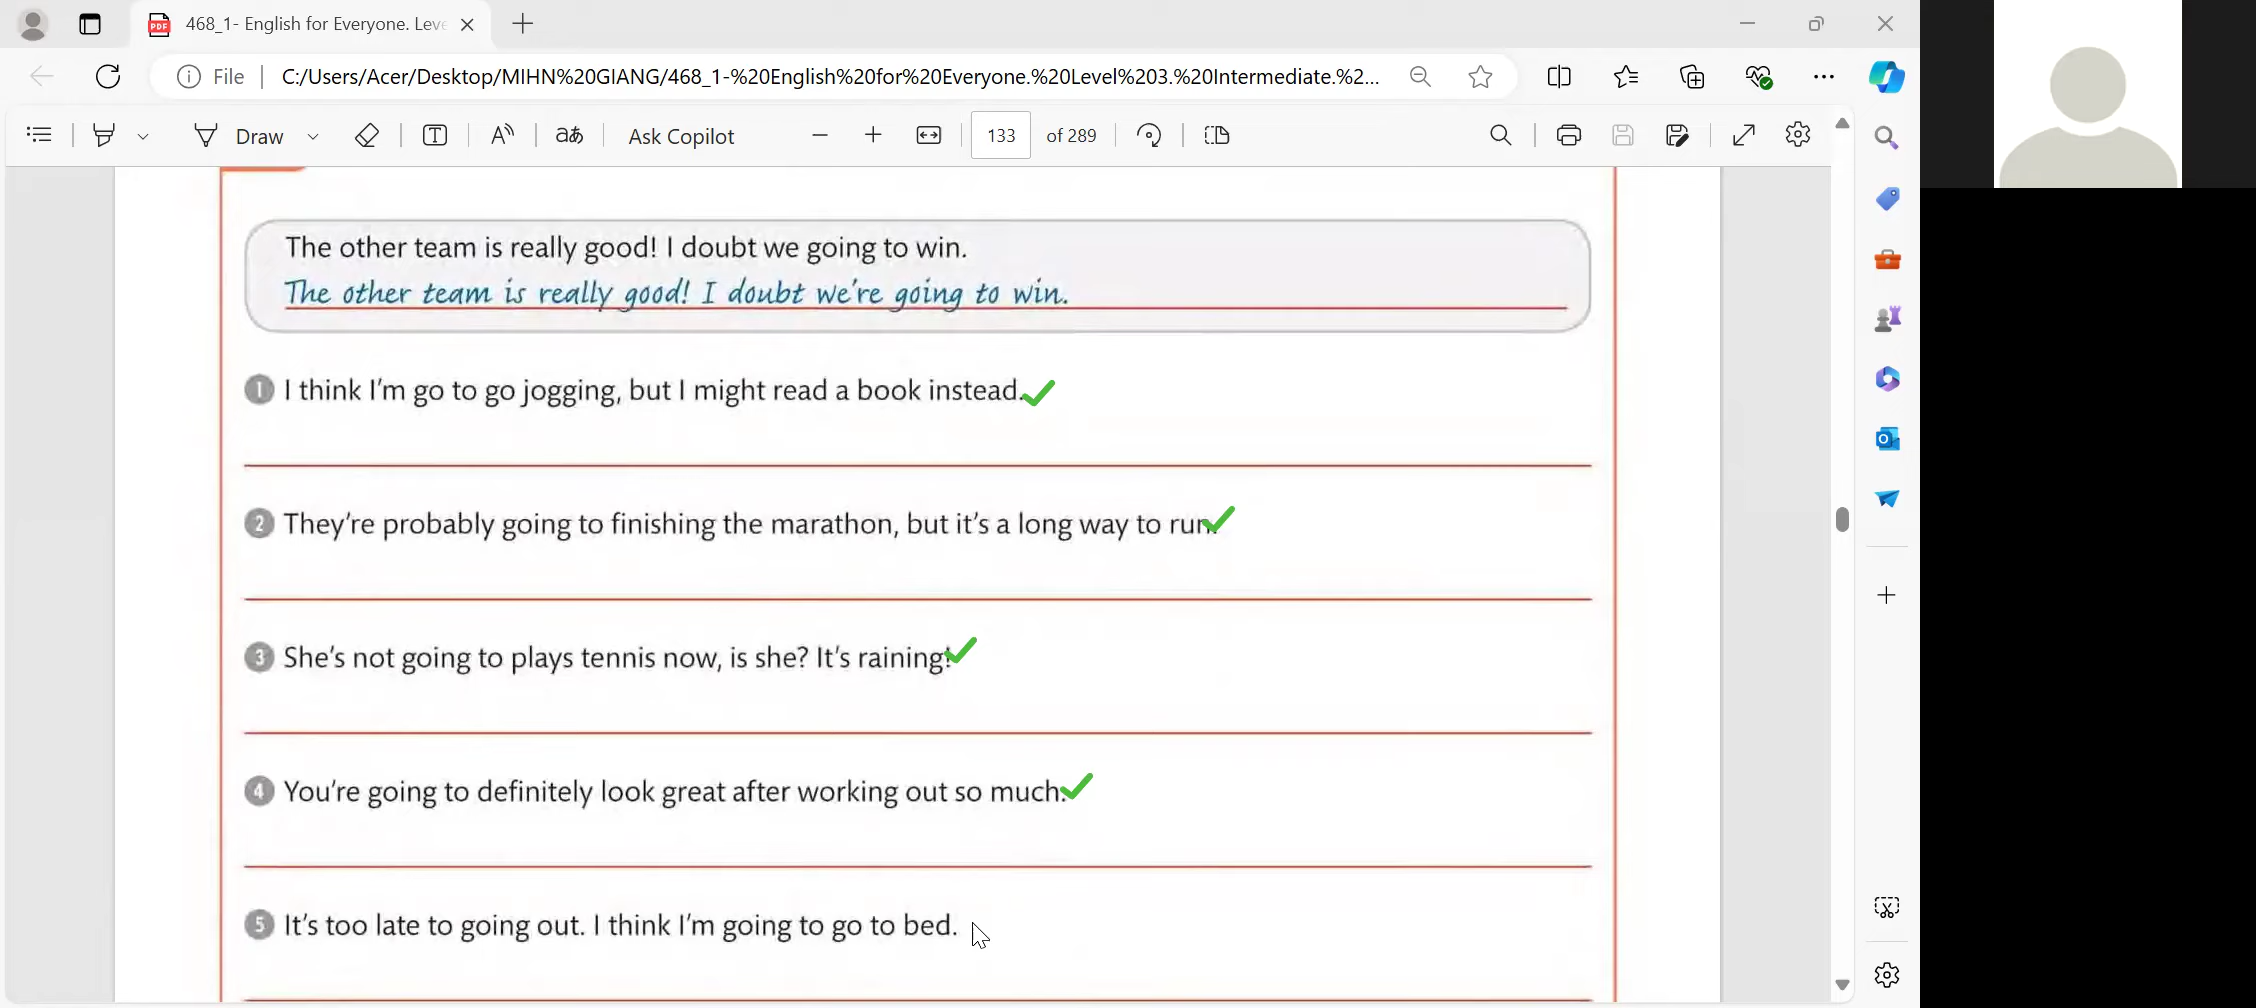 468_1- English for Everyone. Leve
File
C:/Users/Acer/Desktop/MIHN%20GIANG/468_1-%20English%20for%20Everyone.%20Level%203.%20Intermediate.%2...
Draw
Ask Copilot
133
of 289
The other team is really good! I doubt we going to win.
The other team is really good! I doubt we're going to win.
1 I think I'm go to go jogging, but I might read a book instead.
2 They're probably going to finishing the marathon, but it's a long way to run.
3 She's not going to plays tennis now, is she? It's raining!
4 You're going to definitely look great after working out so much.
5 It's too late to going out. I think I'm going to go to bed.